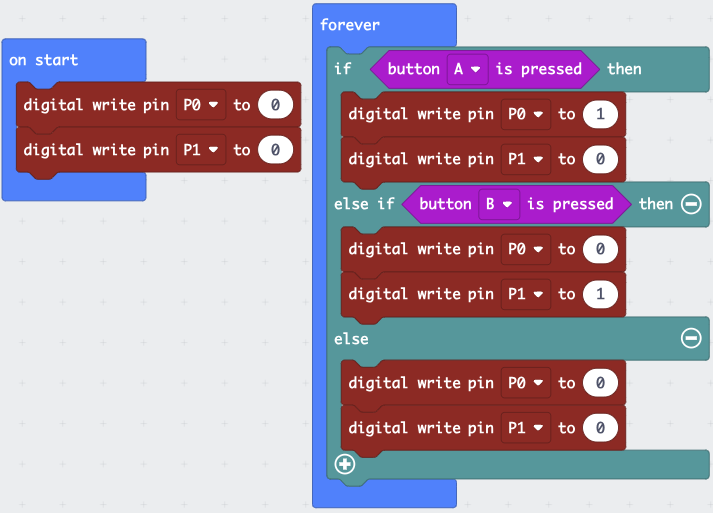 on start
digital write pin P0 to 0
digital write pin P1 to 0
forever
if button A is pressed then
digital write pin P0 to 1
digital write pin P1 to 0
else if button B is pressed then
digital write pin P0 to 0
digital write pin P1 to 1
else
digital write pin P0 to 0
digital write pin P1 to 0